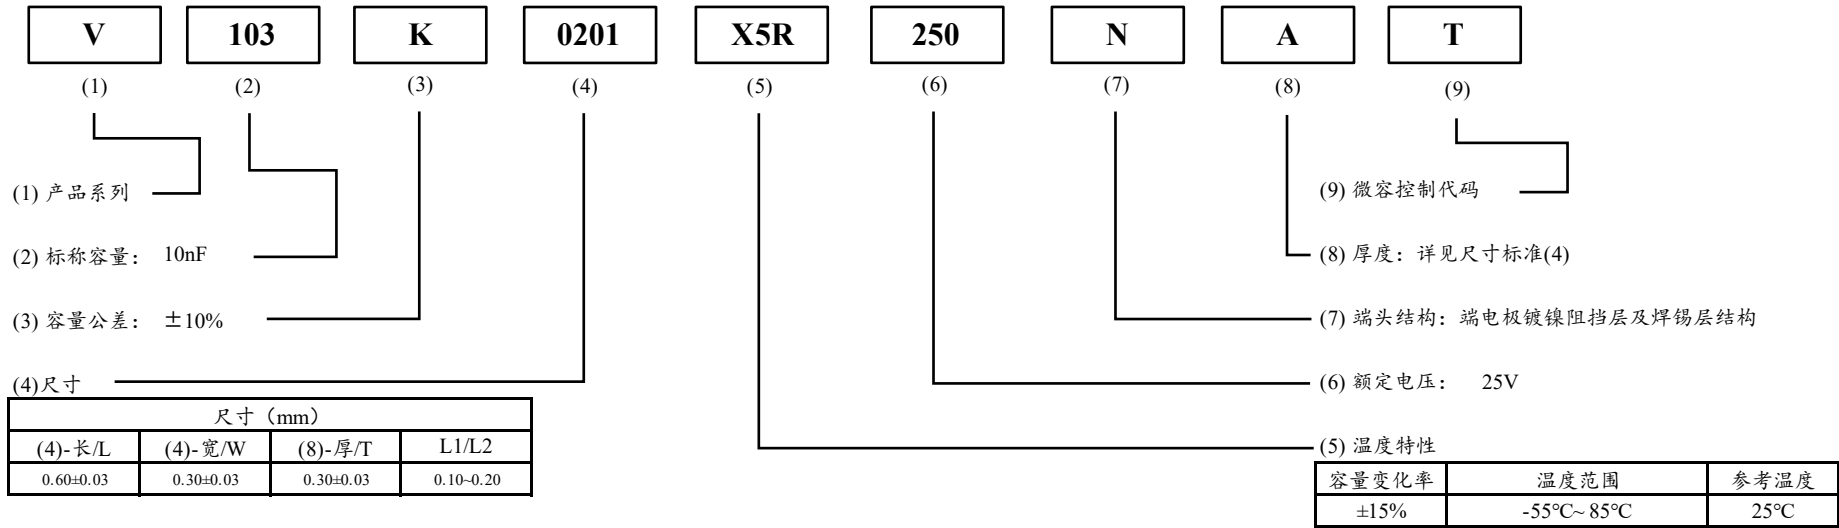 V 103 K 0201 X5R 250 N A T
(1) (2) (3) (4) (5) (6) (7) (8) (9)
(1) 产品系列
(9) 微容控制代码
(2) 标称容量： 10nF
(8) 厚度：详见尺寸标准(4)
(3) 容量公差： ±10%
(7) 端头结构：端电极镀镍阻挡层及焊锡层结构
(4)尺寸
(6) 额定电压： 25V
尺寸（mm）
(4)-长/L (4)-宽/W (8)-厚/T L1/L2
0.60±0.03 0.30±0.03 0.30±0.03 0.10~0.20
(5) 温度特性
容量变化率 温度范围 参考温度
±15% -55℃~ 85℃ 25℃